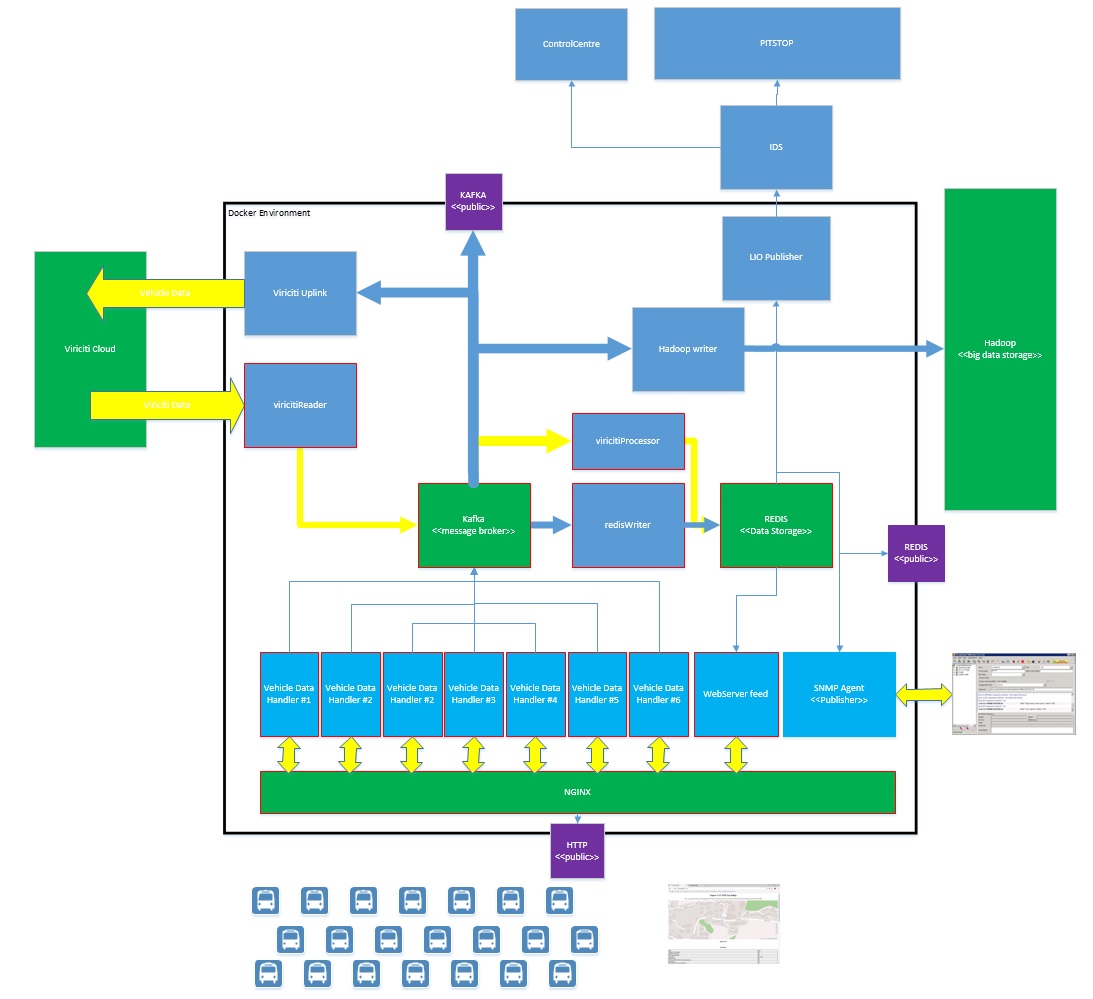 ControlCentre
PITSTOP
IDS
KAFKA
<<public>>
Docker Environment
LIO Publisher
Viriciti Uplink
Vehicle Data
Viriciti Cloud
Hadoop writer
Hadoop
<<big data storage>>
Viriciti Data
viricitiReader
viricitiProcessor
Kafka
<<message broker>>
redisWriter
REDIS
<<Data Storage>>
REDIS
<<public>>
Vehicle Data
Handler #1
Vehicle Data
Handler #2
Vehicle Data
Handler #2
Vehicle Data
Handler #3
Vehicle Data
Handler #4
Vehicle Data
Handler #5
Vehicle Data
Handler #6
WebServer feed
SNMP Agent
<<Publisher>>
NGINX
HTTP
<<public>>